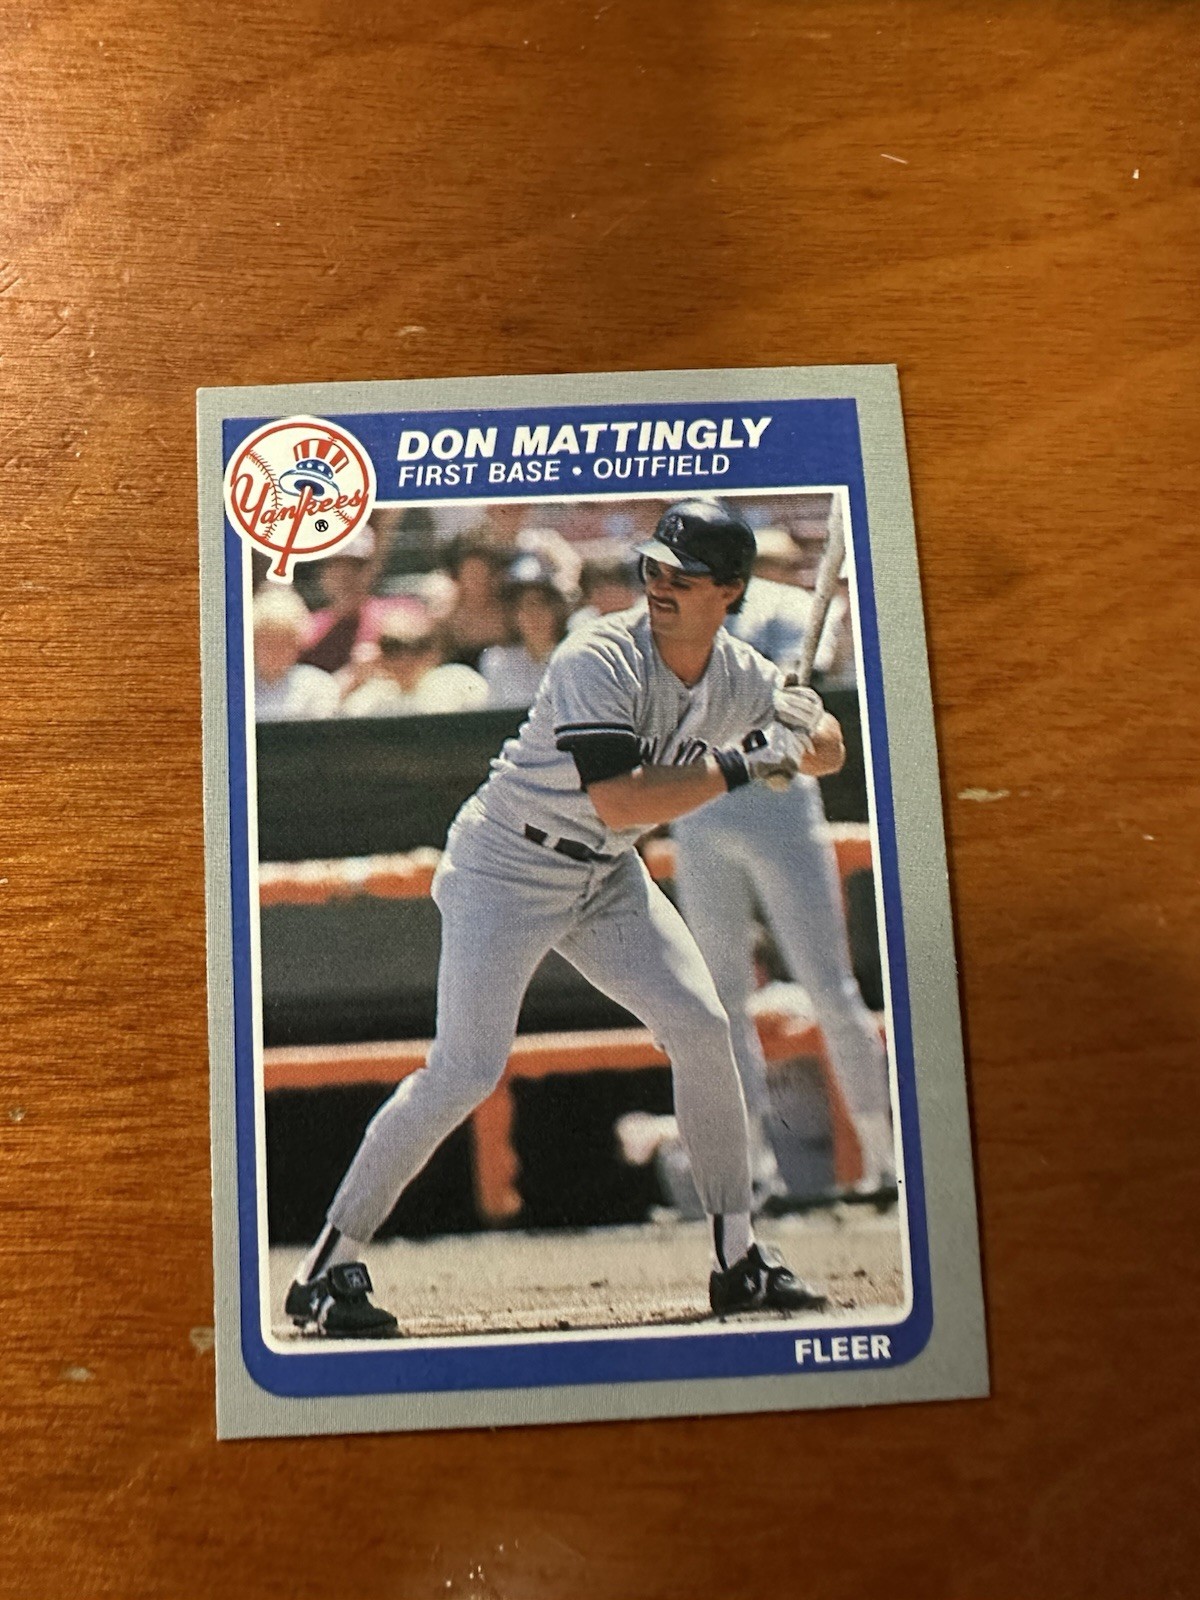 DON MATTINGLY
FIRST BASE • OUTFIELD
Yankees
®
FLEER